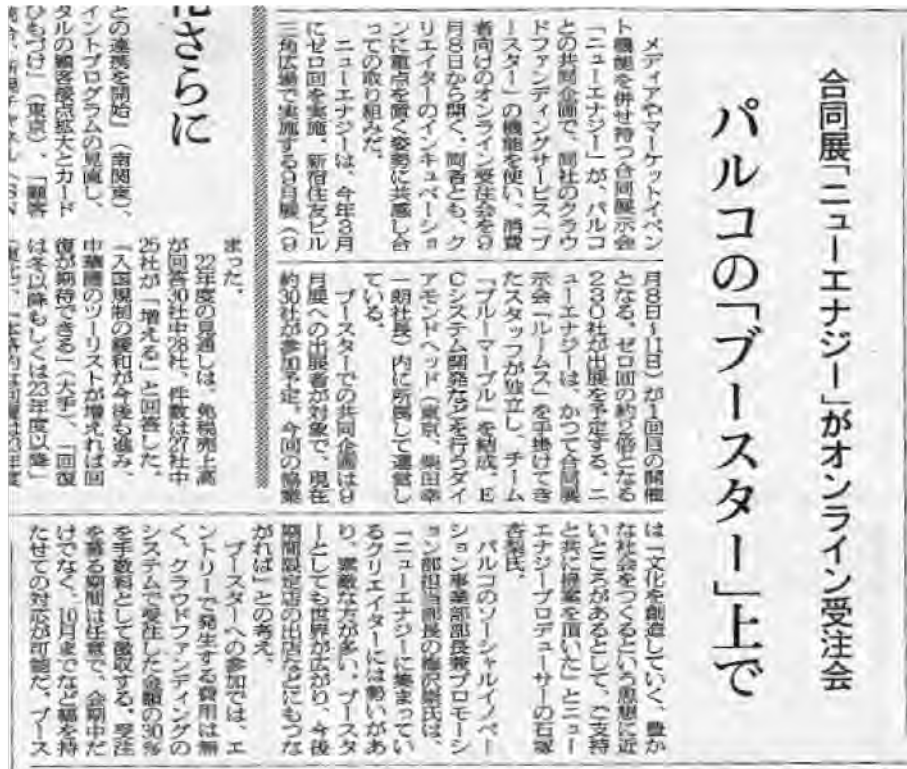 合同展「ニューエナジー」がオンライン受注会
パルコの「ブースター」上で
メディアやマーケットイベン
ト機能を併せ持つ合同展示会
「ニューエナジー」が、パルコ
との共同企画で、同社のクラウ
ドファンディングサービス「ブ
ースター」の機能を使い、消費
者向けのオンライン受注会を9
月8日から開く。両者とも、ク
リエイターのインキュベーショ
ンに重点を置く姿勢に共感し合
っての取り組みだ。
ニューエナジーは、今年3月
にゼロ回を実施。新宿住友ビル
三角広場で実施する9月展(9
月8日~11日)が1回目の開催
となる。ゼロ回の約2倍となる
230社が出展を予定する。ニ
ューエナジーは、かつて合同展
示会「ルームス」を手掛けてき
たスタッフが独立し、チーム
「ブルーマーブル」を結成。E
Cシステム開発などを行うダイ
アモンドヘッド(東京、柴田幸
一朗社長)内に所属して運営し
ている。
ブースターでの共同企画は9
月展への出展者が対象で、現在
約30社が参加予定。今回の協業
は「文化を創造していく、豊か
な社会をつくるという思想に近
いところがあるとして、ご支持
と共に提案を頂いた」とニュー
エナジープロデューサーの石塚
杏梨氏。
パルコのソーシャルイノベー
ション事業部部長兼プロモーシ
ョン部担当部長の梅沢崇氏は、
「ニューエナジーに集まってい
るクリエイターには勢いがあ
り、素敵な方が多い。ブースタ
ーとしても世界が広がり、今後
期間限定店の出店などにもつな
がれば」との考え。
ブースターへの参加では、エ
ントリーで発生する費用は無
く、クラウドファンディングの
システムで受注した金額の30%
を手数料として徴収する。受注
を募る期間は任意で、会期中だ
けでなく、10月までなど幅を持
たせての対応が可能だ。ブース
さらに
との連携を開始」(南関東)、
イントプログラムの見直し、
タルの顧客接点拡大とカード
ひもづけ」(東京)、「顧客
まった。
22年度の見通しは、免税売上高
が回答30社中28社、件数は27社中
25社が「増える」と回答した。
「入国規制の緩和が今後も進み、
中華圏のツーリストが増えれば回
復が期待できる」(大手)、「回復
は冬以降もしくは23年度以降」